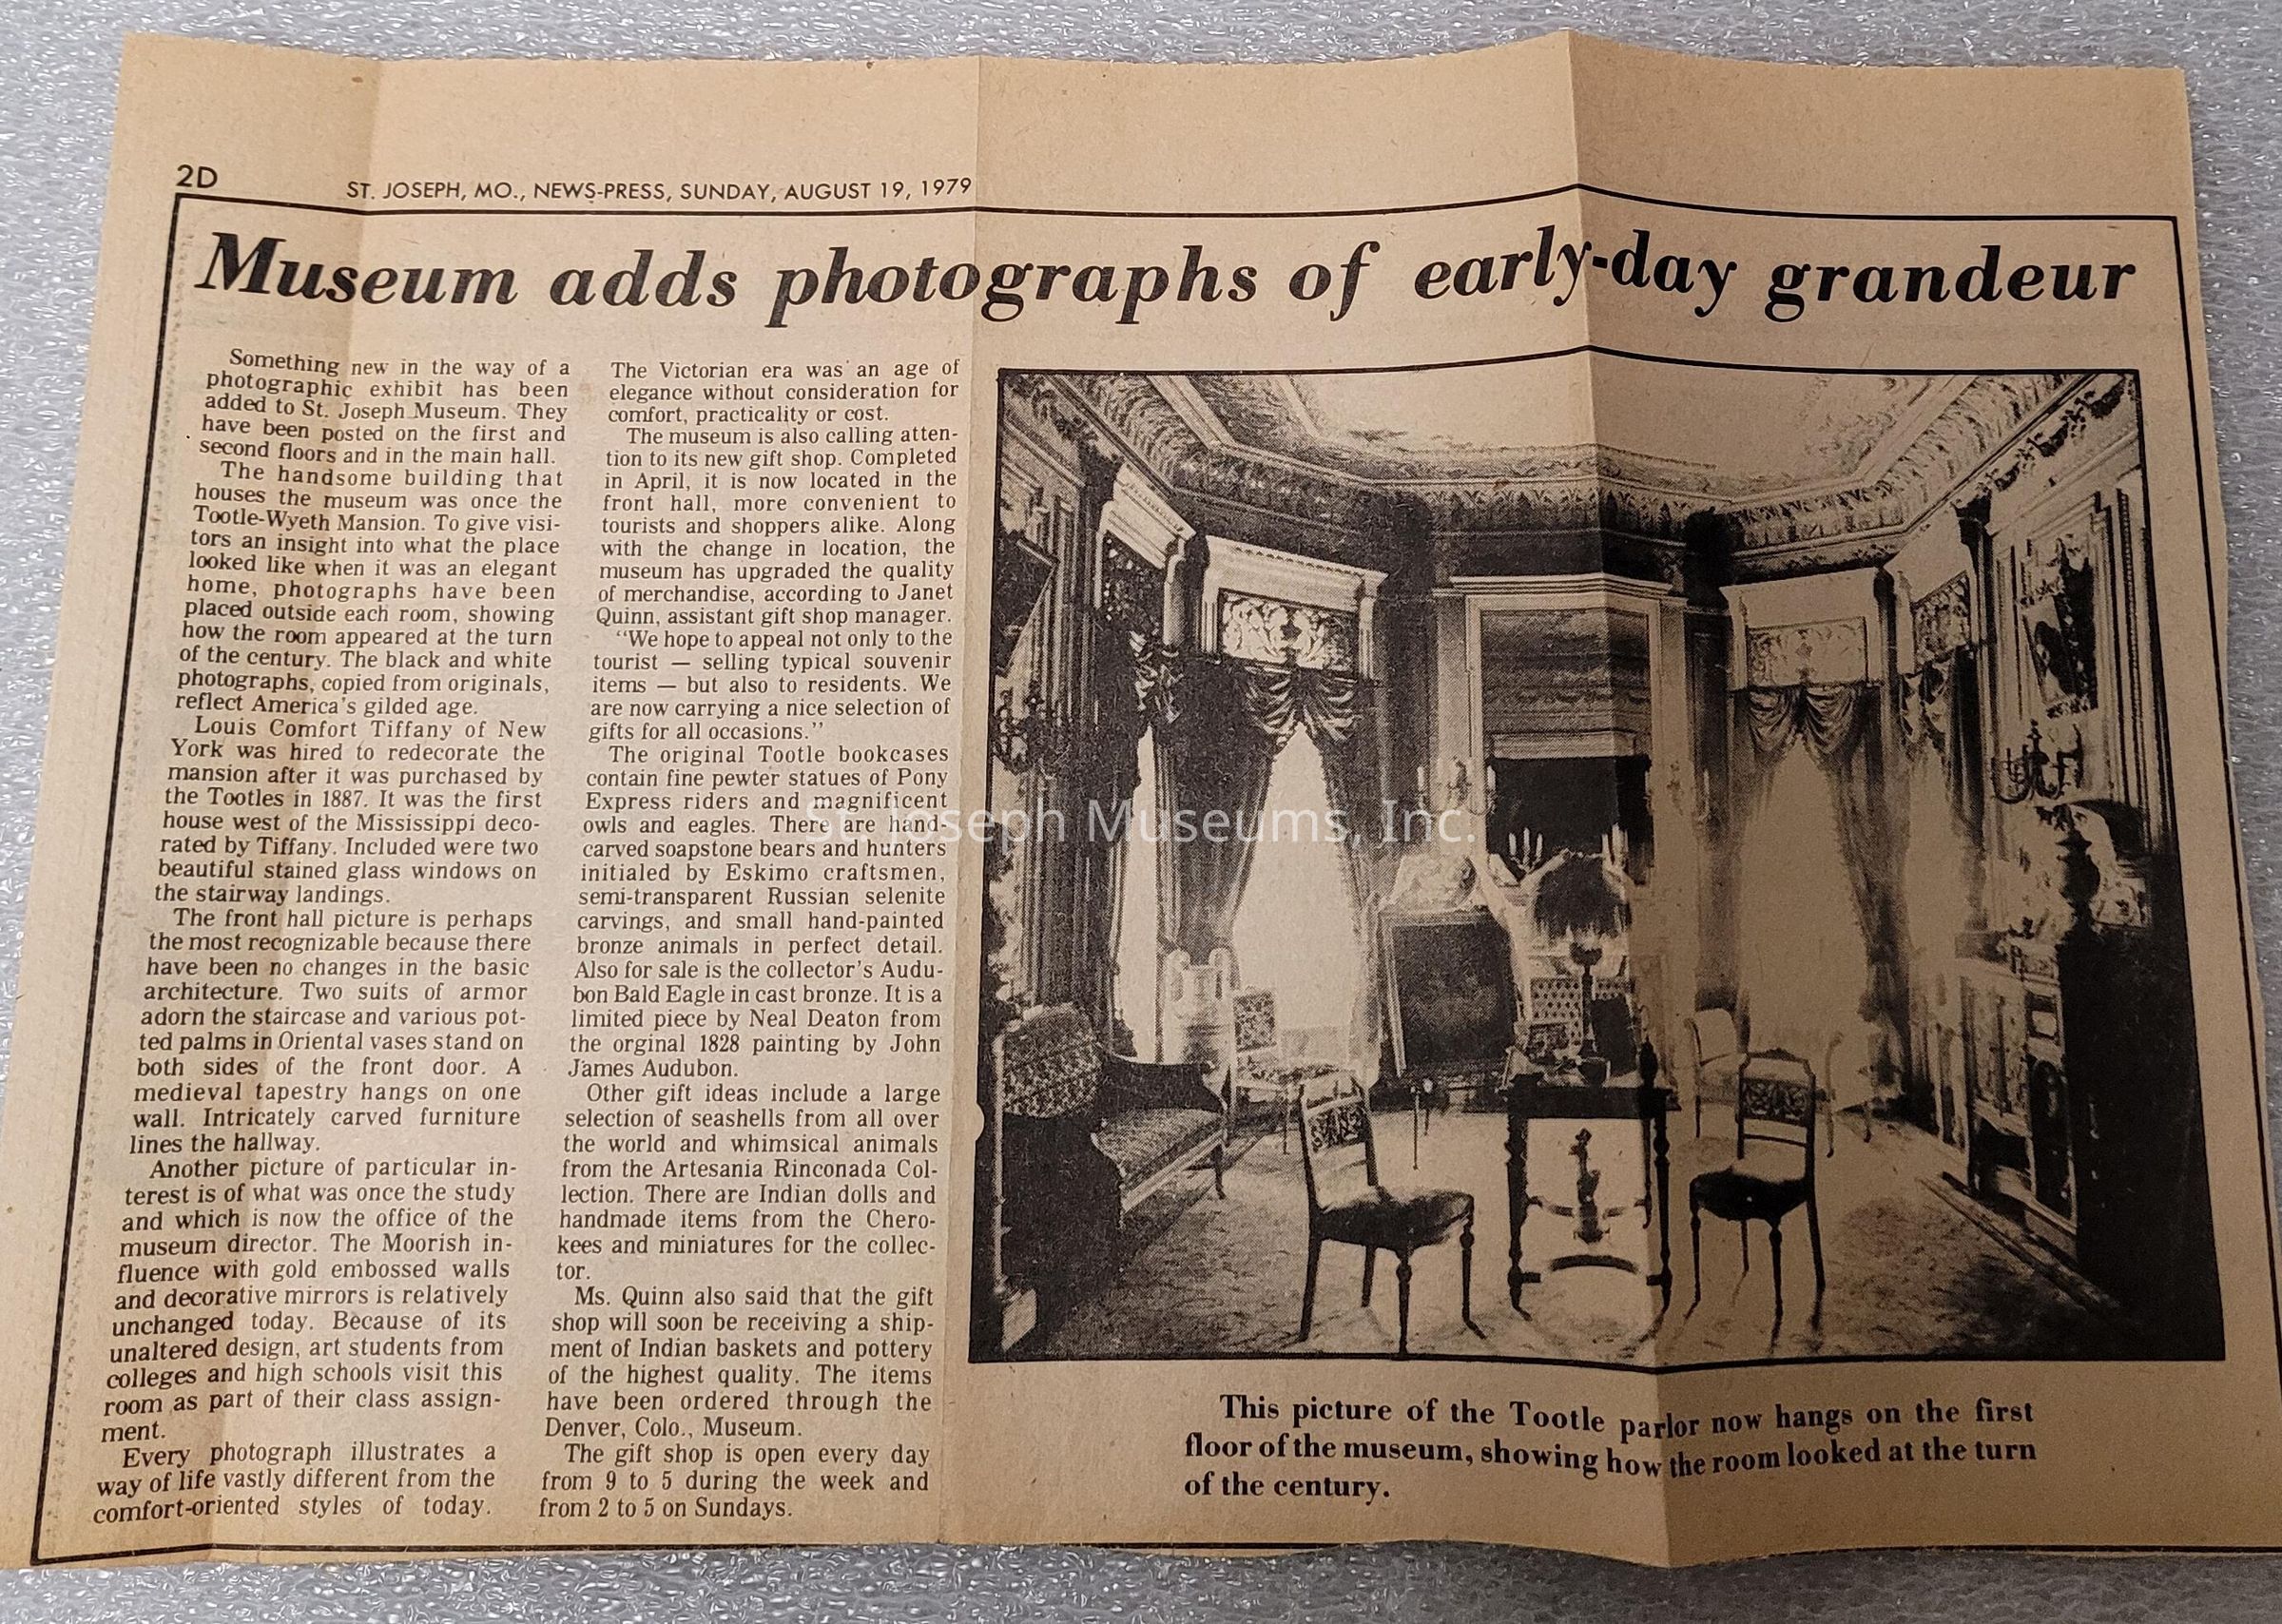 2D
ST. JOSEPH, MO., NEWS-PRESS, SUNDAY, AUGUST 19, 1979
Museum adds photographs of early-day grandeur
Something new in the way of a
photographic exhibit has been
added to St. Joseph Museum. They
have been posted on the first and
second floors and in the main hall.
The handsome building that
houses the museum was once the
Tootle-Wyeth Mansion. To give visi-
tors an insight into what the place
looked like when it was an elegant
home, photographs have been
placed outside each room, showing
how the room appeared at the turn
of the century. The black and white
photographs, copied from originals,
reflect America's gilded age.
Louis Comfort Tiffany of New
York was hired to redecorate the
mansion after it was purchased by
the Tootles in 1887. It was the first
house west of the Mississippi deco-
rated by Tiffany. Included were two
beautiful stained glass windows on
the stairway landings.
The front hall picture is perhaps
the most recognizable because there
have been no changes in the basic
architecture. Two suits of armor
adorn the staircase and various pot-
ted palms in Oriental vases stand on
both sides of the front door. A
medieval tapestry hangs on one
wall. Intricately carved furniture
lines the hallway.
Another picture of particular in-
terest is of what was once the study
and which is now the office of the
museum director. The Moorish in-
fluence with gold embossed walls
and decorative mirrors is relatively
unchanged today. Because of its
unaltered design, art students from
colleges and high schools visit this
room as part of their class assign-
ment.
Every photograph illustrates a
way of life vastly different from the
comfort-oriented styles of today.
The Victorian era was an age of
elegance without consideration for
comfort, practicality or cost.
The museum is also calling atten-
tion to its new gift shop. Completed
in April, it is now located in the
front hall, more convenient to
tourists and shoppers alike. Along
with the change in location, the
museum has upgraded the quality
of merchandise, according to Janet
Quinn, assistant gift shop manager.
"We hope to appeal not only to the
tourist — selling typical souvenir
items — but also to residents. We
are now carrying a nice selection of
gifts for all occasions."
The original Tootle bookcases
contain fine pewter statues of Pony
Express riders and magnificent
owls and eagles. There are hand-
carved soapstone bears and hunters
initialed by Eskimo craftsmen,
semi-transparent Russian selenite
carvings, and small hand-painted
bronze animals in perfect detail.
Also for sale is the collector's Audu-
bon Bald Eagle in cast bronze. It is a
limited piece by Neal Deaton from
the orginal 1828 painting by John
James Audubon.
Other gift ideas include a large
selection of seashells from all over
the world and whimsical animals
from the Artesania Rinconada Col-
lection. There are Indian dolls and
handmade items from the Chero-
kees and miniatures for the collec-
tor.
Ms. Quinn also said that the gift
shop will soon be receiving a ship-
ment of Indian baskets and pottery
of the highest quality. The items
have been ordered through the
Denver, Colo., Museum.
The gift shop is open every day
from 9 to 5 during the week and
from 2 to 5 on Sundays.
St. Joseph Museums, Inc.
This picture of the Tootle parlor now hangs on the first
floor of the museum, showing how the room looked at the turn
of the century.